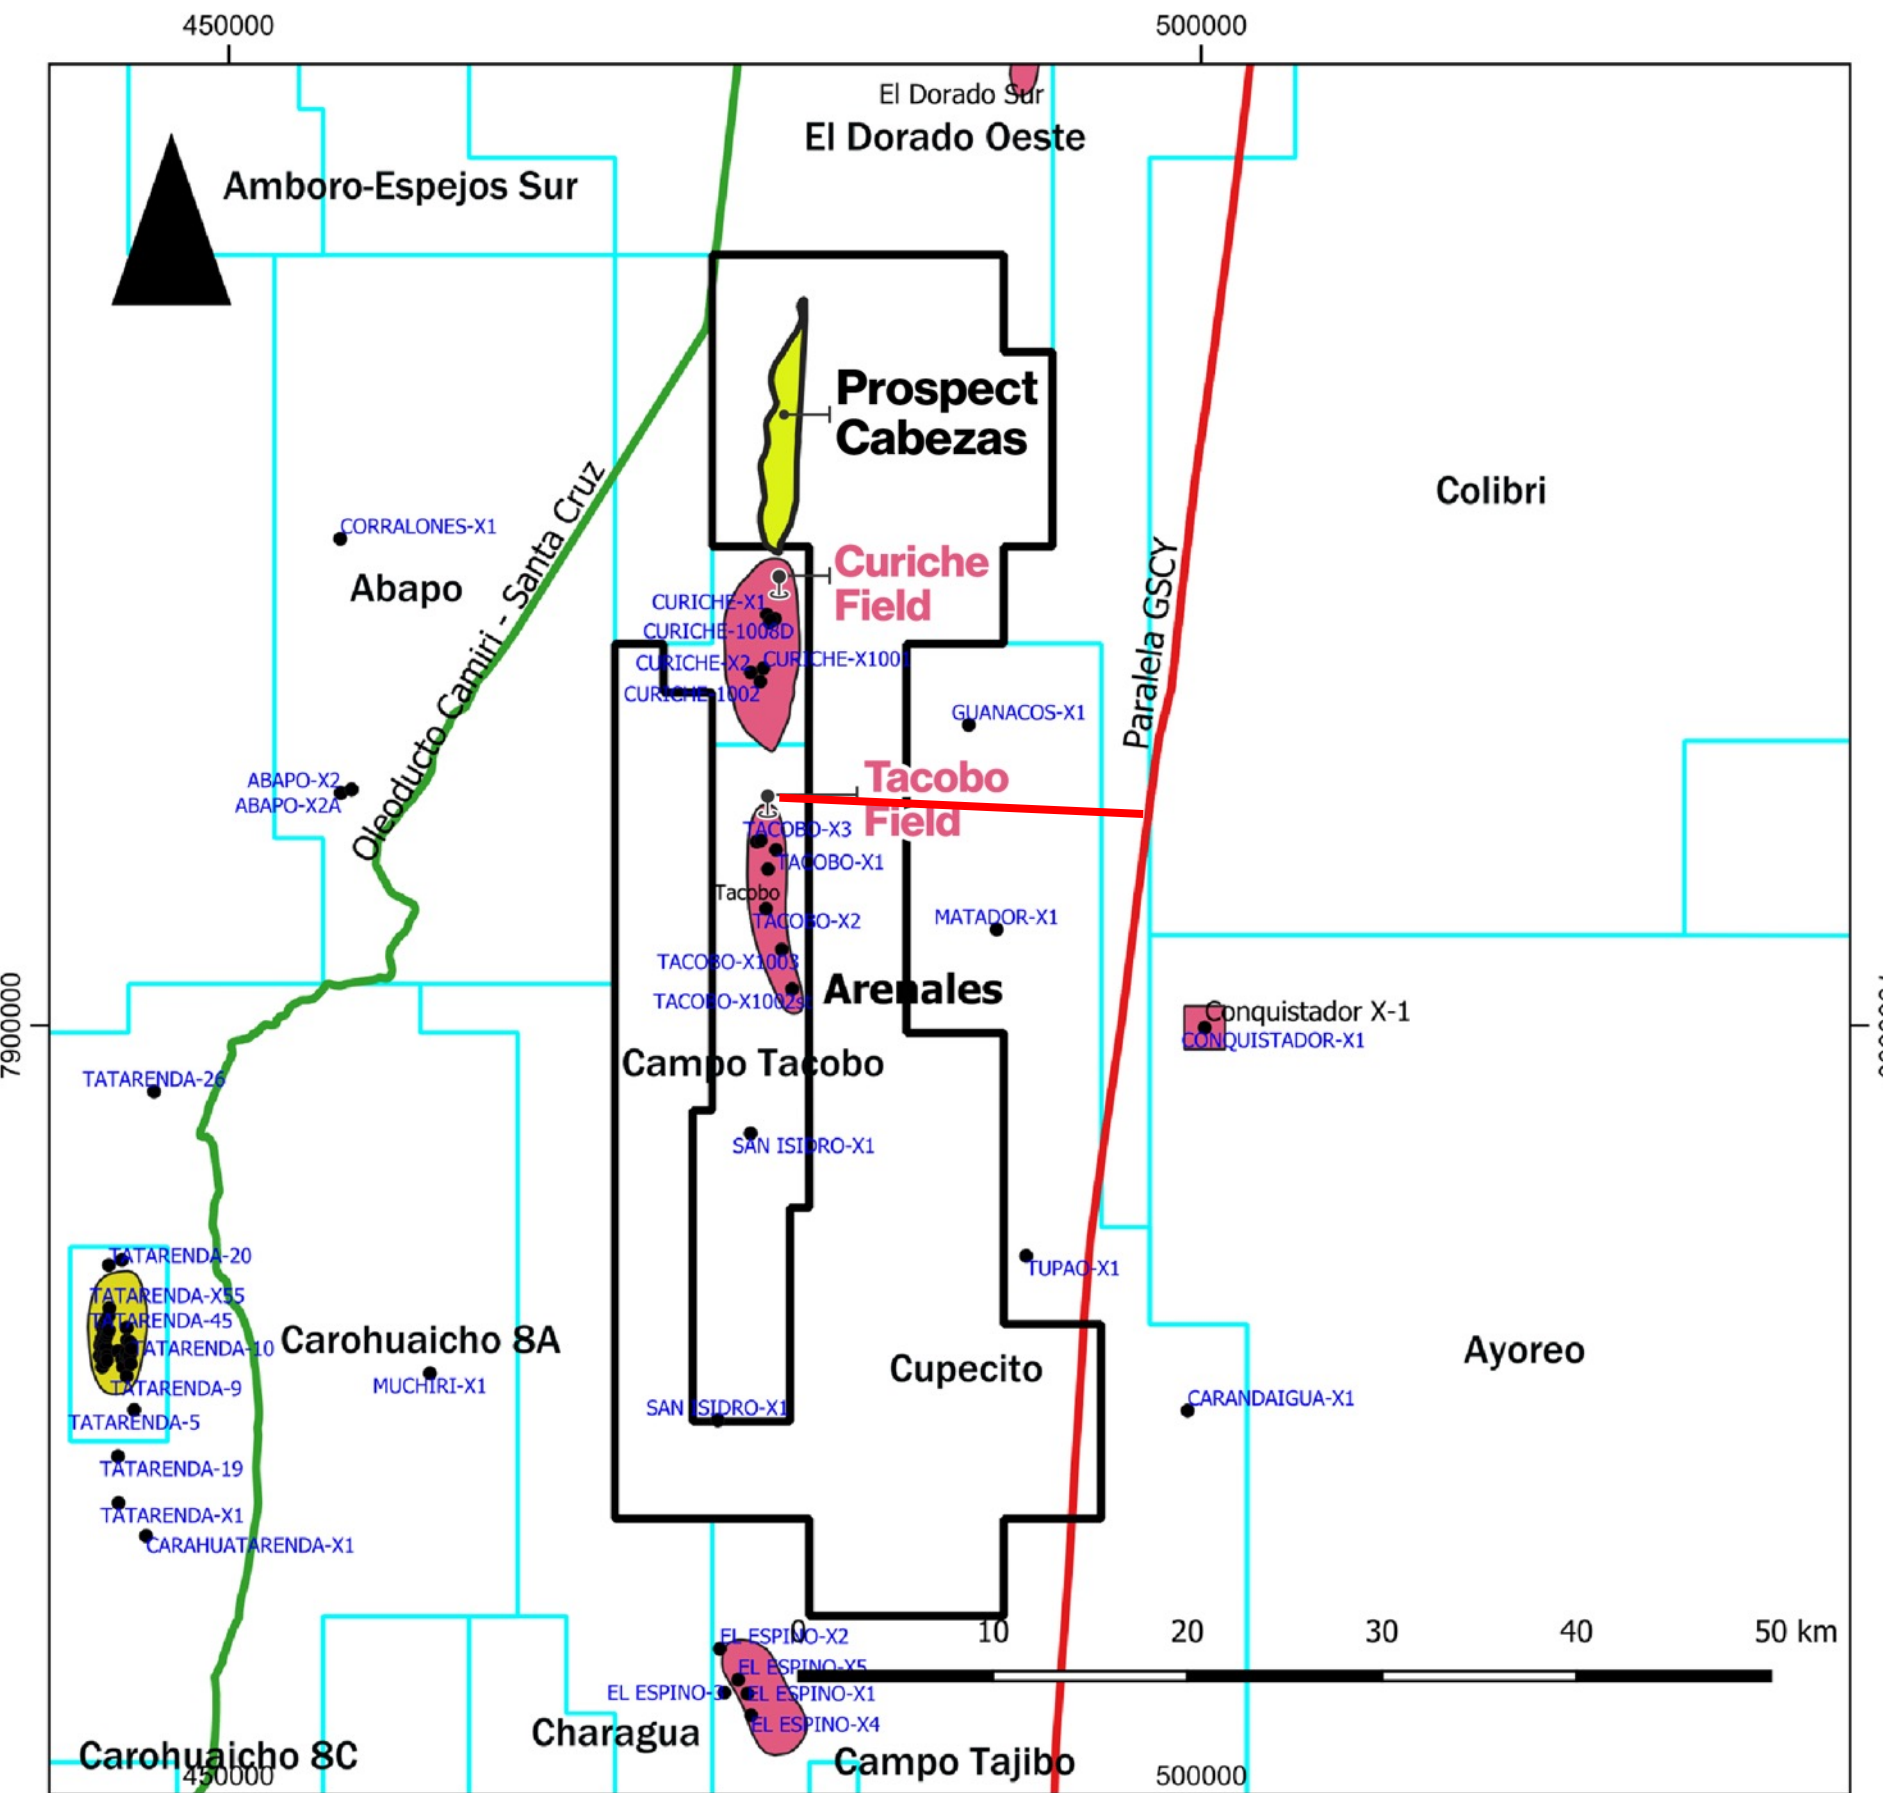 450000
500000
El Dorado Sur
El Dorado Oeste
Amboro-Espejos Sur
Prospect
Cabezas
Colibri
Oleoducto Camiri - Santa Cruz
CORRALONES-X1
Abapo
Curiche
Field
Paralela GSCY
CURICHE-X1
CURICHE-1008D
CURICHE-X2
CURICHE-X1001
CURICHE-1002
GUANACOS-X1
ABAPO-X2
ABAPO-X2A
Tacobo
Field
TACOBO-X3
TACOBO-X1
Tacobo
TACOBO-X2
MATADOR-X1
TACOBO-X1003
TACOBO-X1002st
Arenales
7900000
Conquistador X-1
CONQUISTADOR-X1
Campo Tacobo
TATARENDA-26
SAN ISIDRO-X1
TATARENDA-20
TUPAO-X1
TATARENDA-X55
TATARENDA-45
TATARENDA-10
Carohuaicho 8A
Cupecito
Ayoreo
TATARENDA-9
MUCHIRI-X1
TATARENDA-5
SAN ISIDRO-X1
CARANDAIGUA-X1
TATARENDA-19
TATARENDA-X1
CARAHUATARENDA-X1
0 10 20 30 40 50 km
EL ESPINO-X2
EL ESPINO-X5
EL ESPINO-3
EL ESPINO-X1
EL ESPINO-X4
Charagua
Carohuaicho 8C
Campo Tajibo
450000
500000